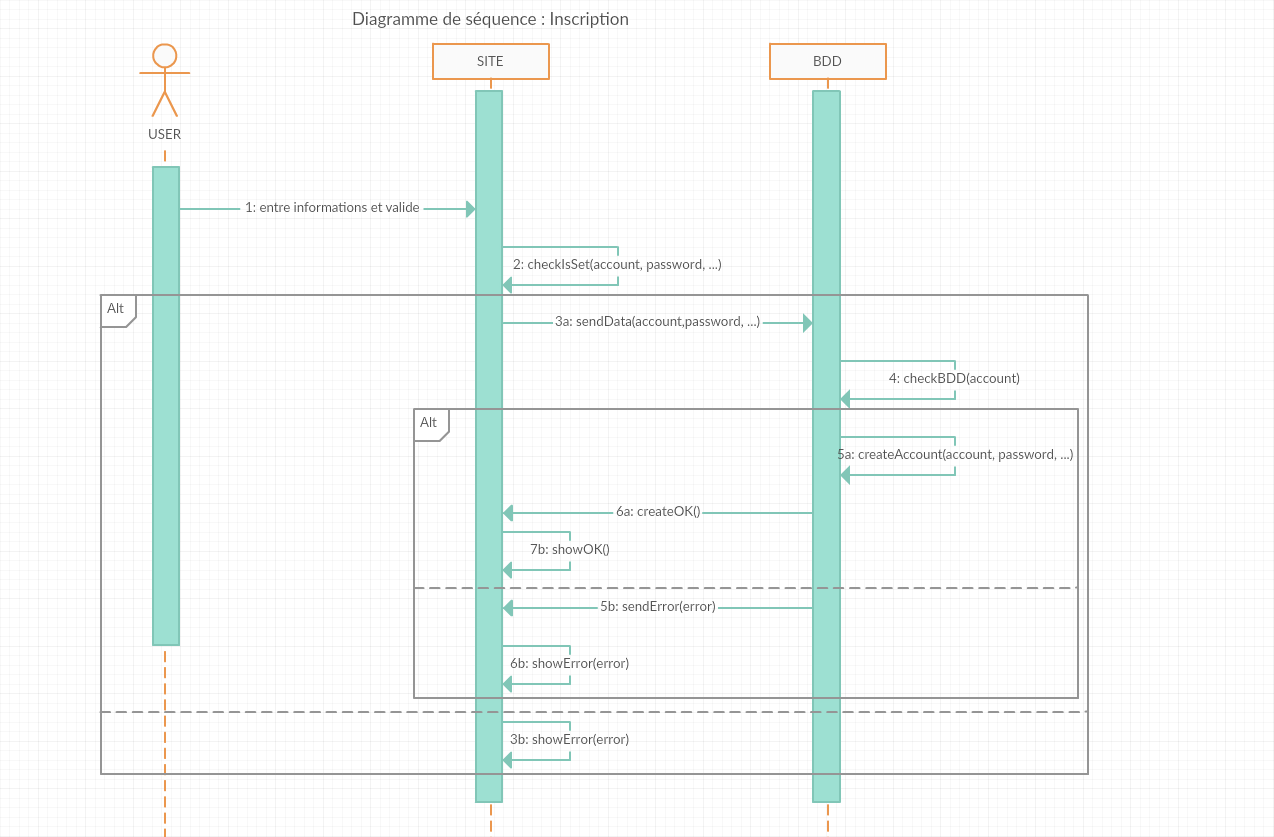 Diagramme de séquence : Inscription
SITE
BDD
USER
1: entre informations et valide
2: checkIsSet(account, password, ...)
Alt
3a: sendData(account,password, ...)
4: checkBDD(account)
Alt
5a: createAccount(account, password, ...)
6a: createOK()
7b: showOK()
5b: sendError(error)
6b: showError(error)
3b: showError(error)